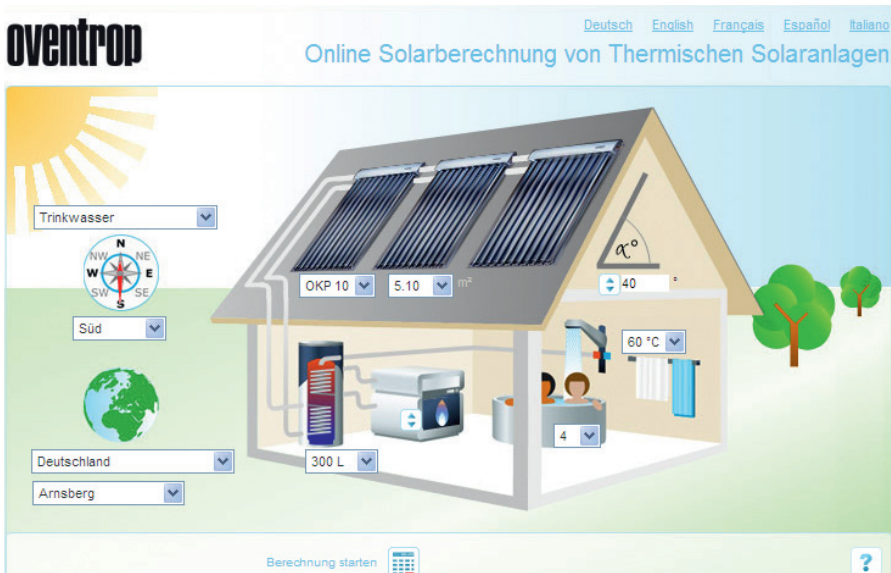 oventrop
Deutsch English Français Español Italiano
Online Solarberechnung von Thermischen Solaranlagen
Trinkwasser
N
NW NE
W E
SW SE
S
OKP 10 5.10 m²
α°
40 °
Süd
60 °C
4
Deutschland
300 L
Arnsberg
Berechnung starten
?